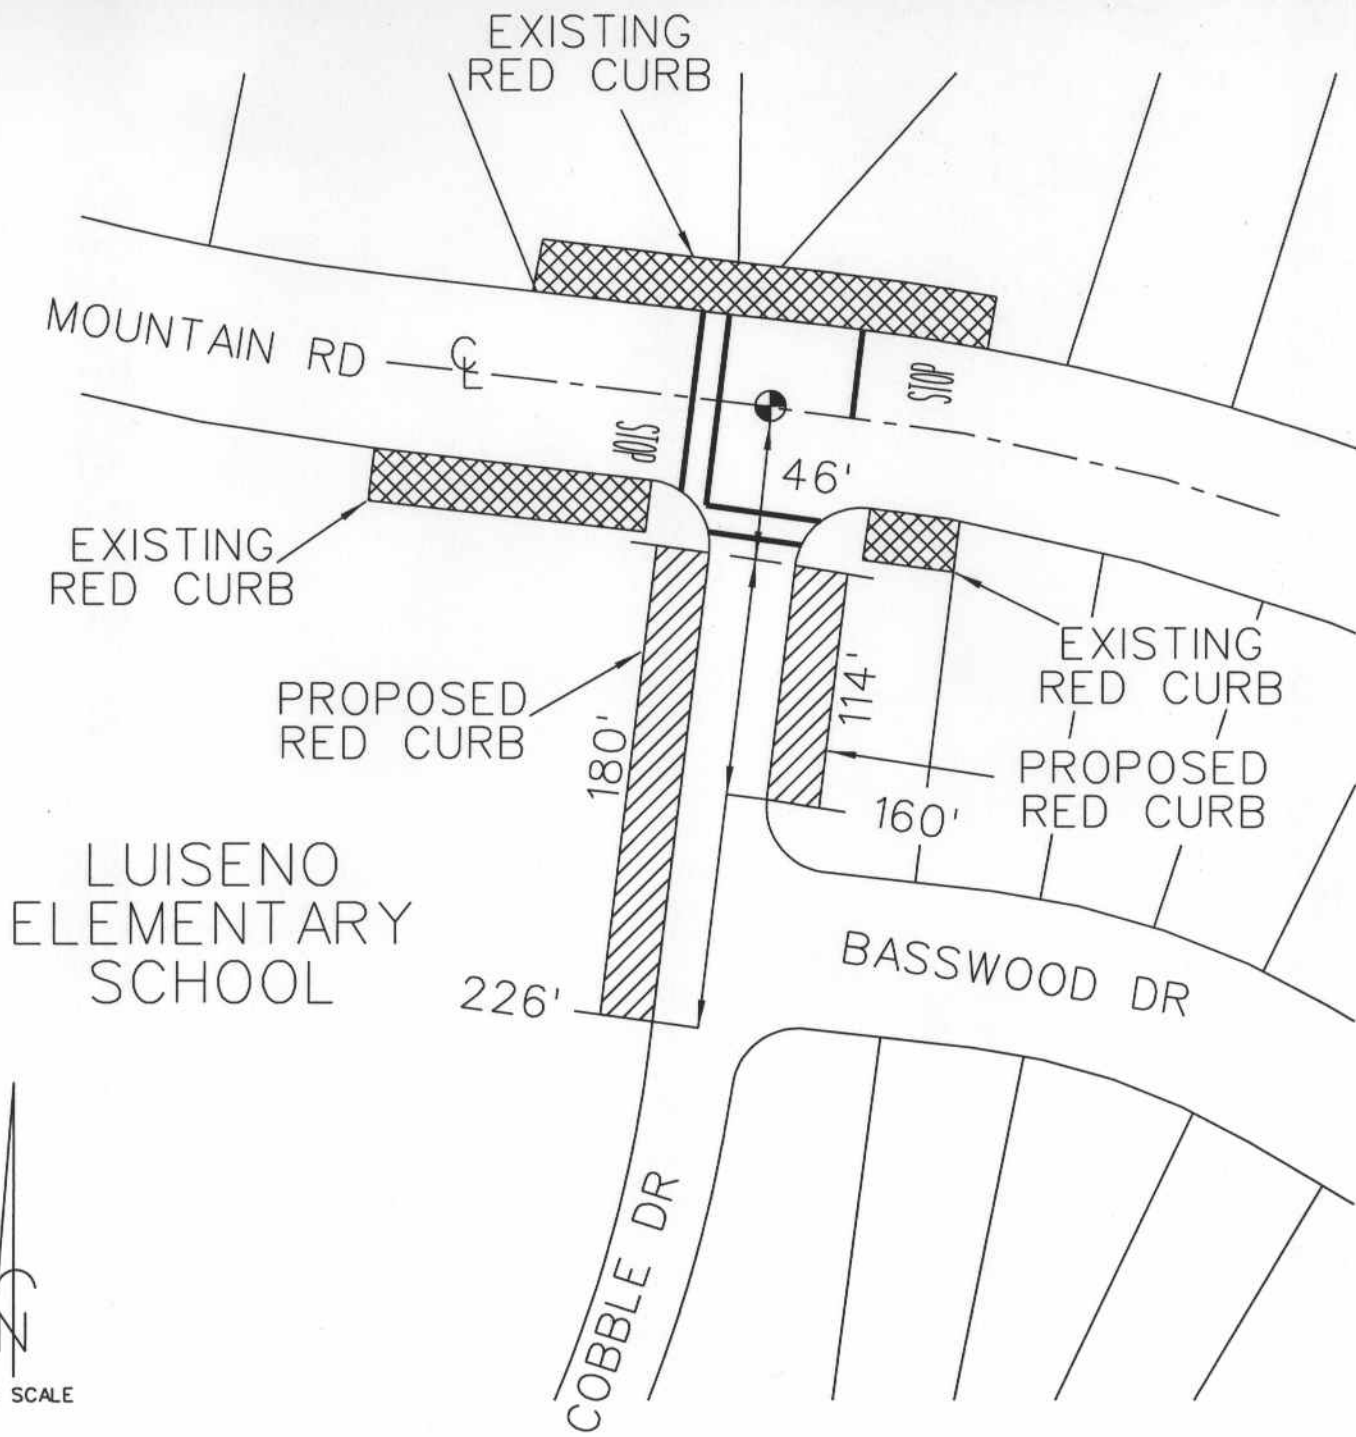 EXISTING
RED CURB
MOUNTAIN RD
CL
STOP
STOP
46'
EXISTING
RED CURB
EXISTING
RED CURB
PROPOSED
RED CURB
180'
114'
PROPOSED
RED CURB
160'
LUISENO
ELEMENTARY
SCHOOL
226'
BASSWOOD DR
COBBLE DR
N
SCALE